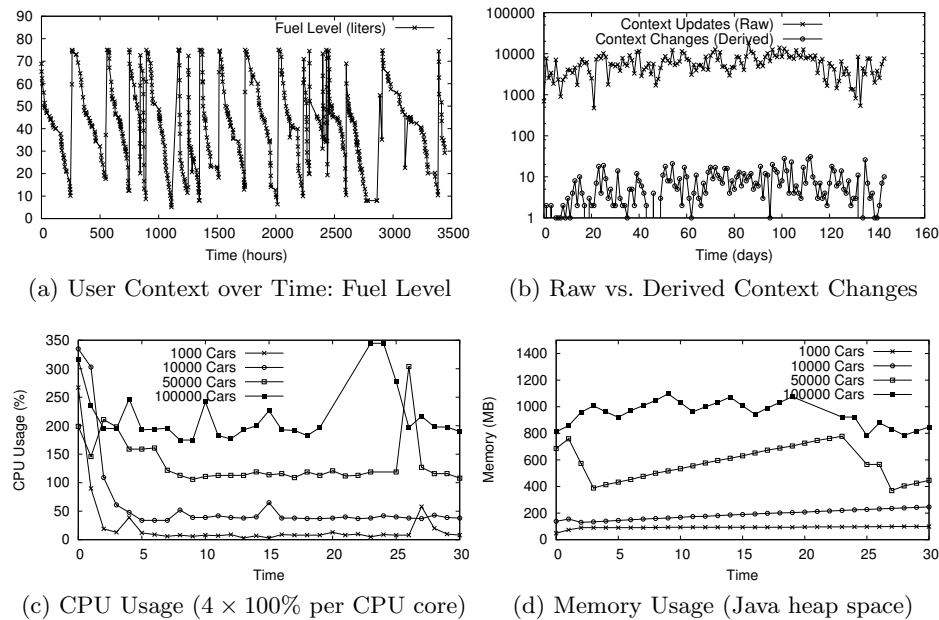 Fuel Level (liters)
90
80
70
60
50
40
30
20
10
0
0 500 1000 1500 2000 2500 3000 3500
Time (hours)
(a) User Context over Time: Fuel Level
Context Updates (Raw)
Context Changes (Derived)
100000
10000
1000
100
10
1
0 20 40 60 80 100 120 140 160
Time (days)
(b) Raw vs. Derived Context Changes
1000 Cars
10000 Cars
50000 Cars
100000 Cars
CPU Usage (%)
350
300
250
200
150
100
50
0
0 5 10 15 20 25 30
Time
(c) CPU Usage (4 × 100% per CPU core)
1000 Cars
10000 Cars
50000 Cars
100000 Cars
Memory (MB)
1400
1200
1000
800
600
400
200
0
0 5 10 15 20 25 30
Time
(d) Memory Usage (Java heap space)